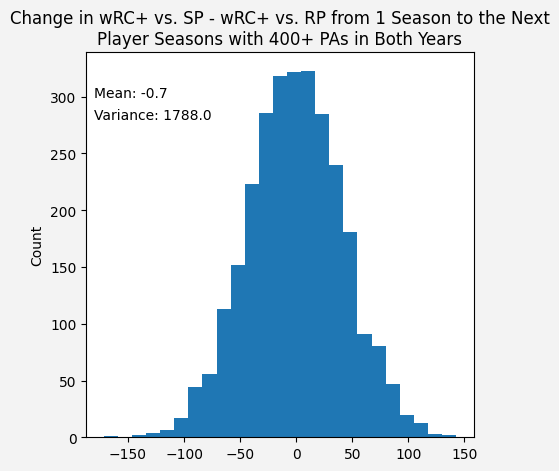 Change in wRC+ vs. SP - wRC+ vs. RP from 1 Season to the Next
Player Seasons with 400+ PAs in Both Years
Mean: -0.7
Variance: 1788.0
Count
300
250
200
150
100
50
0
−150
−100
−50
0
50
100
150